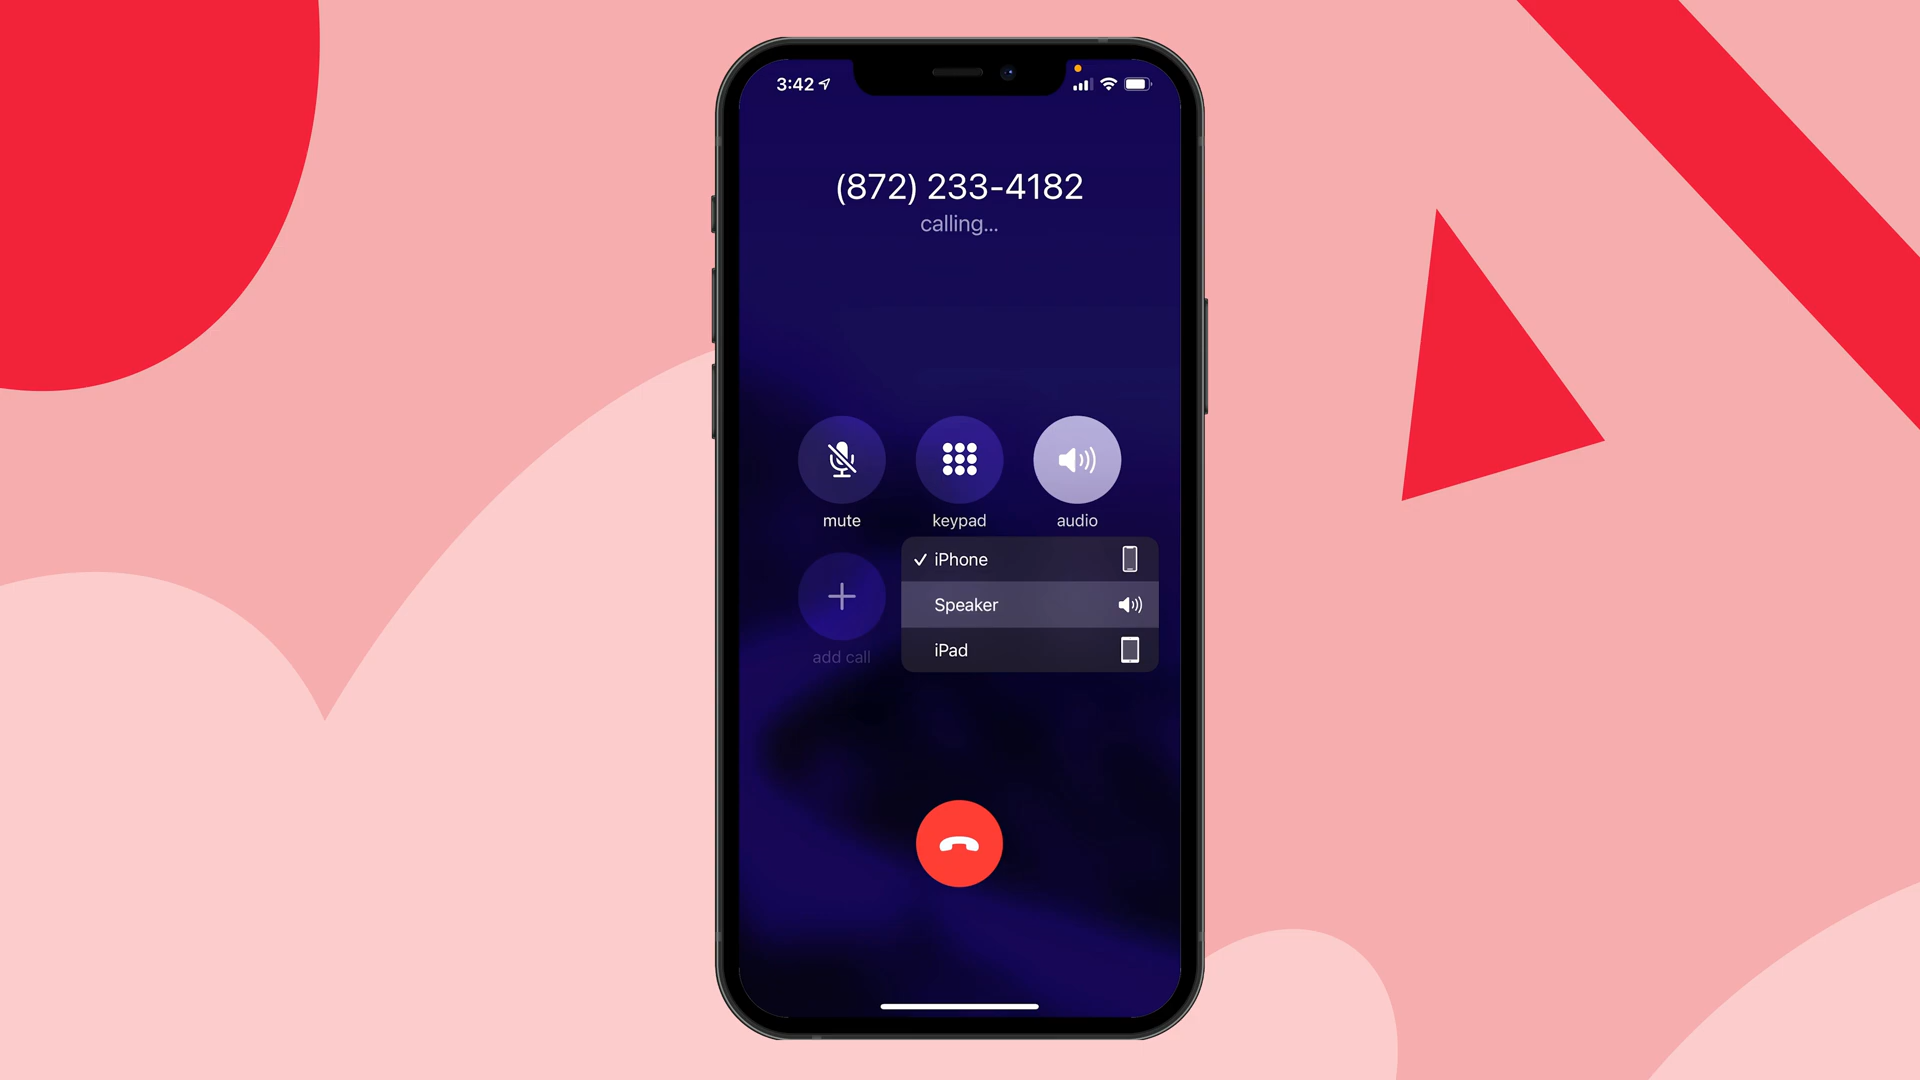 3:42
(872) 233-4182
calling...
mute keypad audio
iPhone
Speaker
iPad
add call